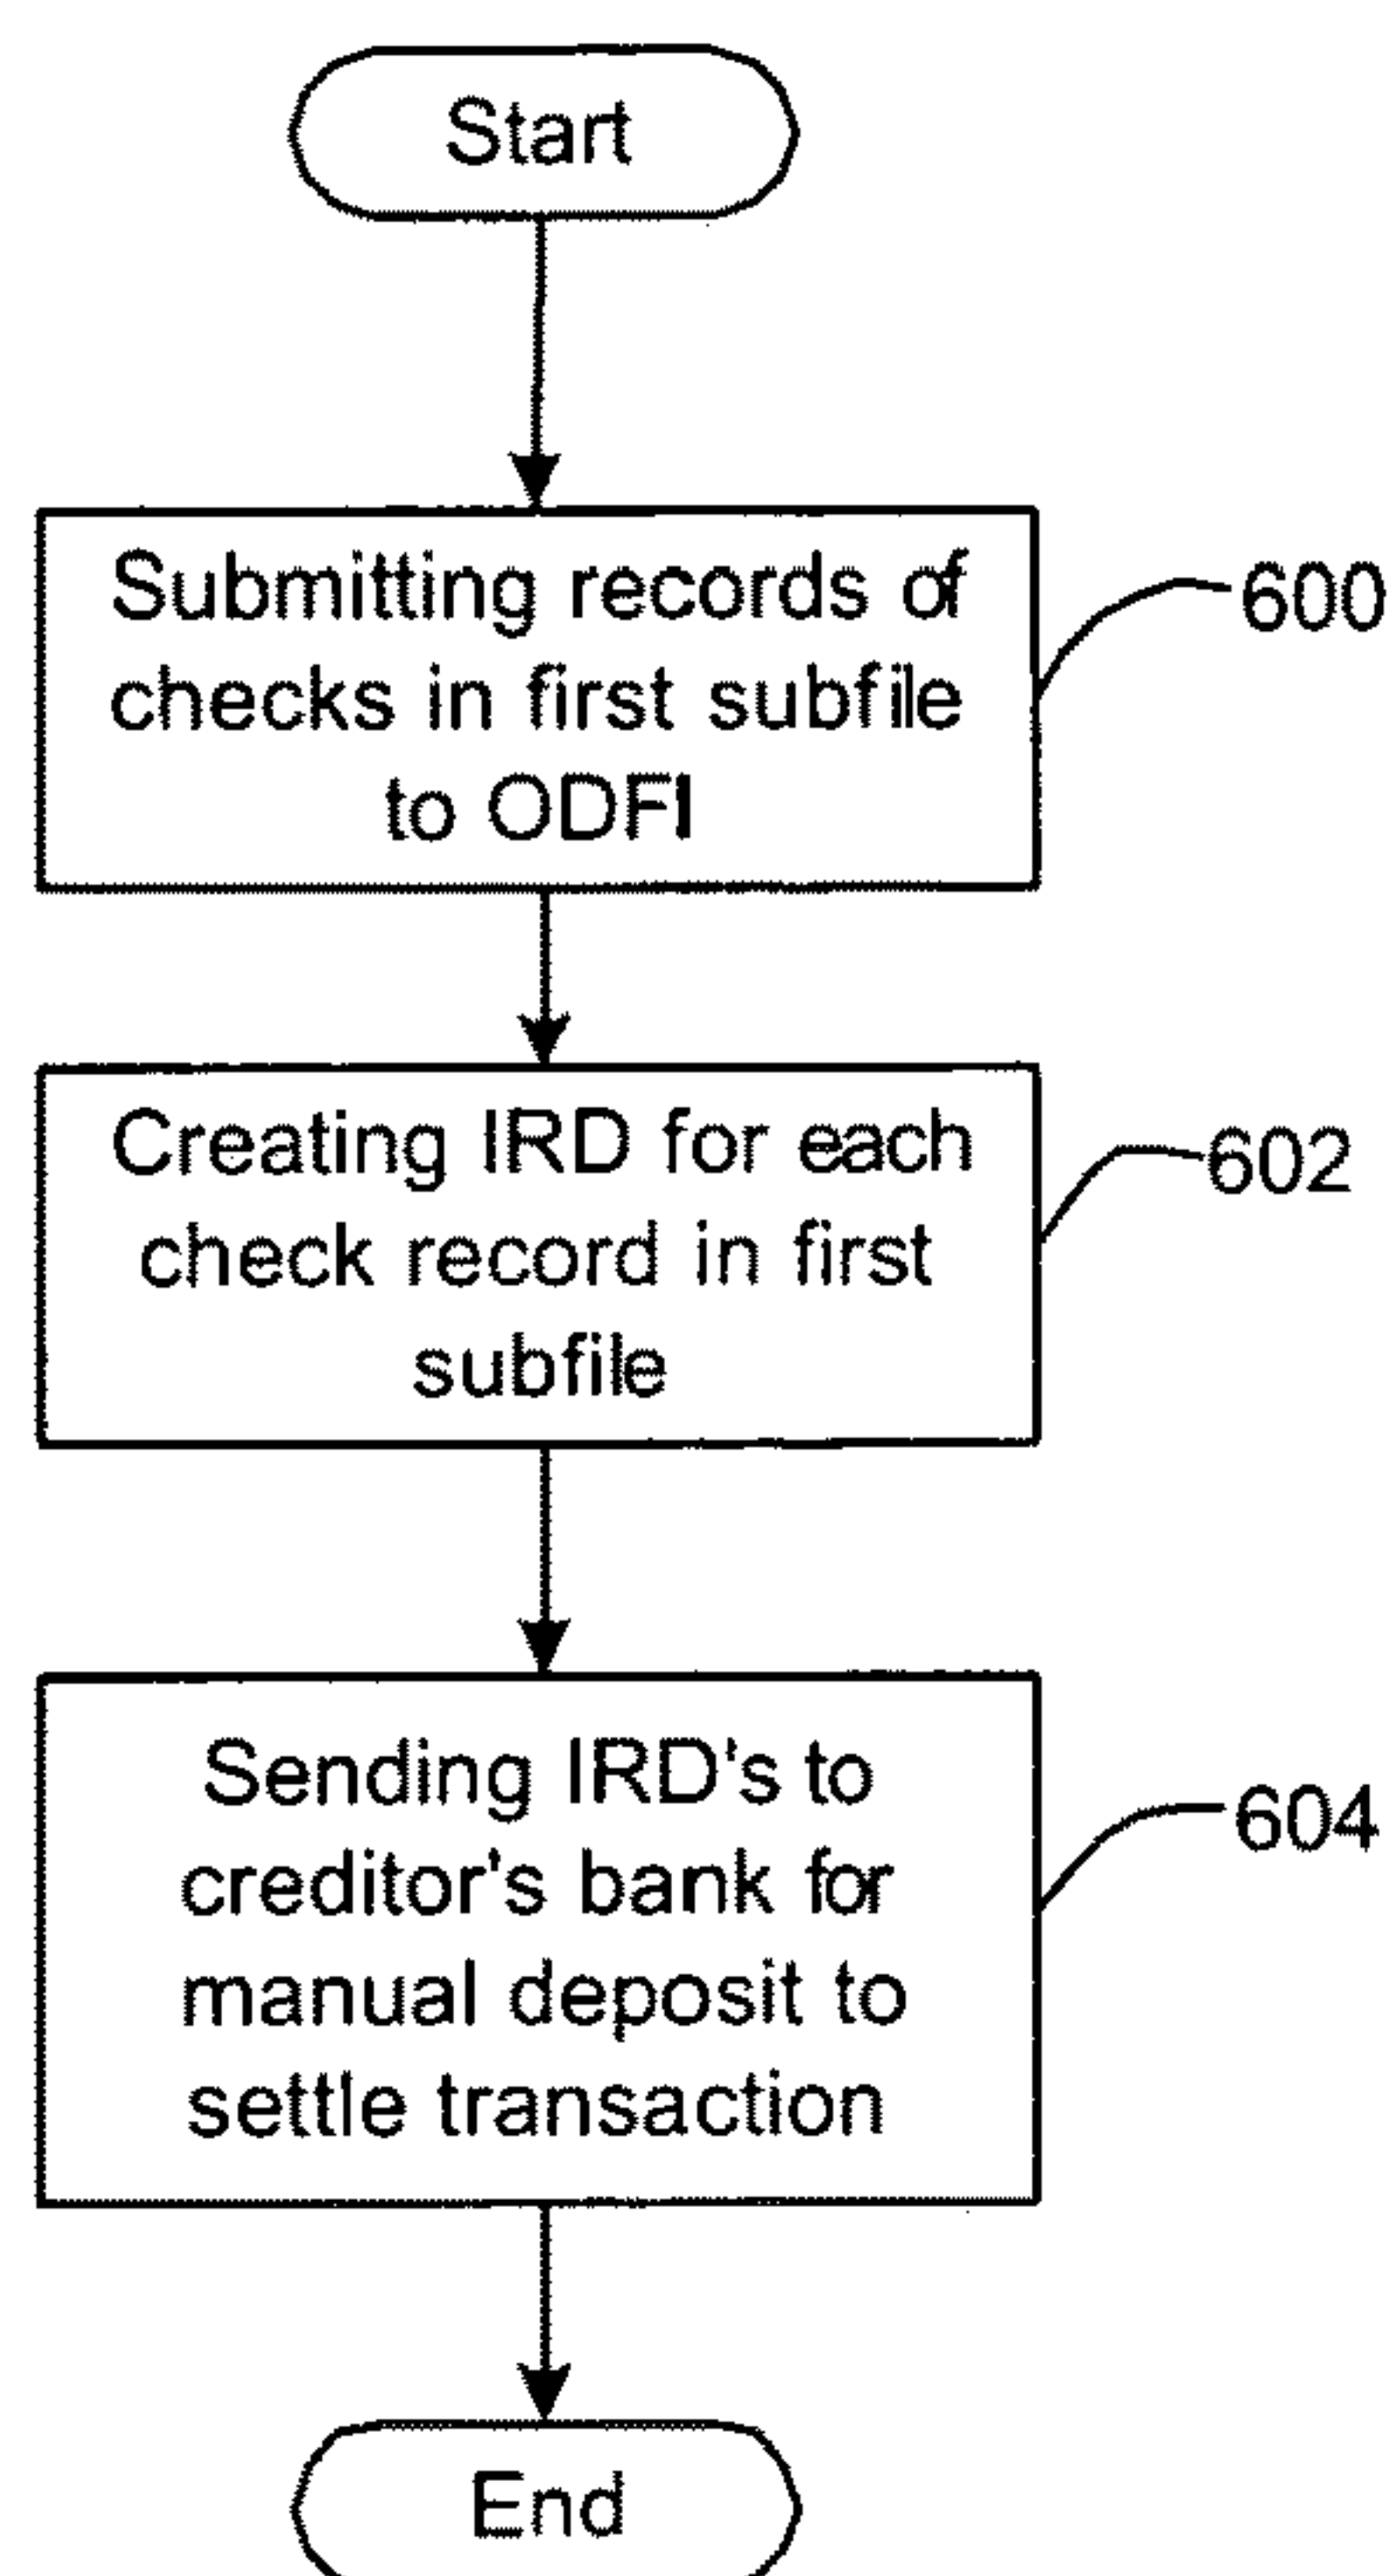 Start
Submitting records of
checks in first subfile
to ODFI
600
Creating IRD for each
check record in first
subfile
602
Sending IRD's to
creditor's bank for
manual deposit to
settle transaction
604
End